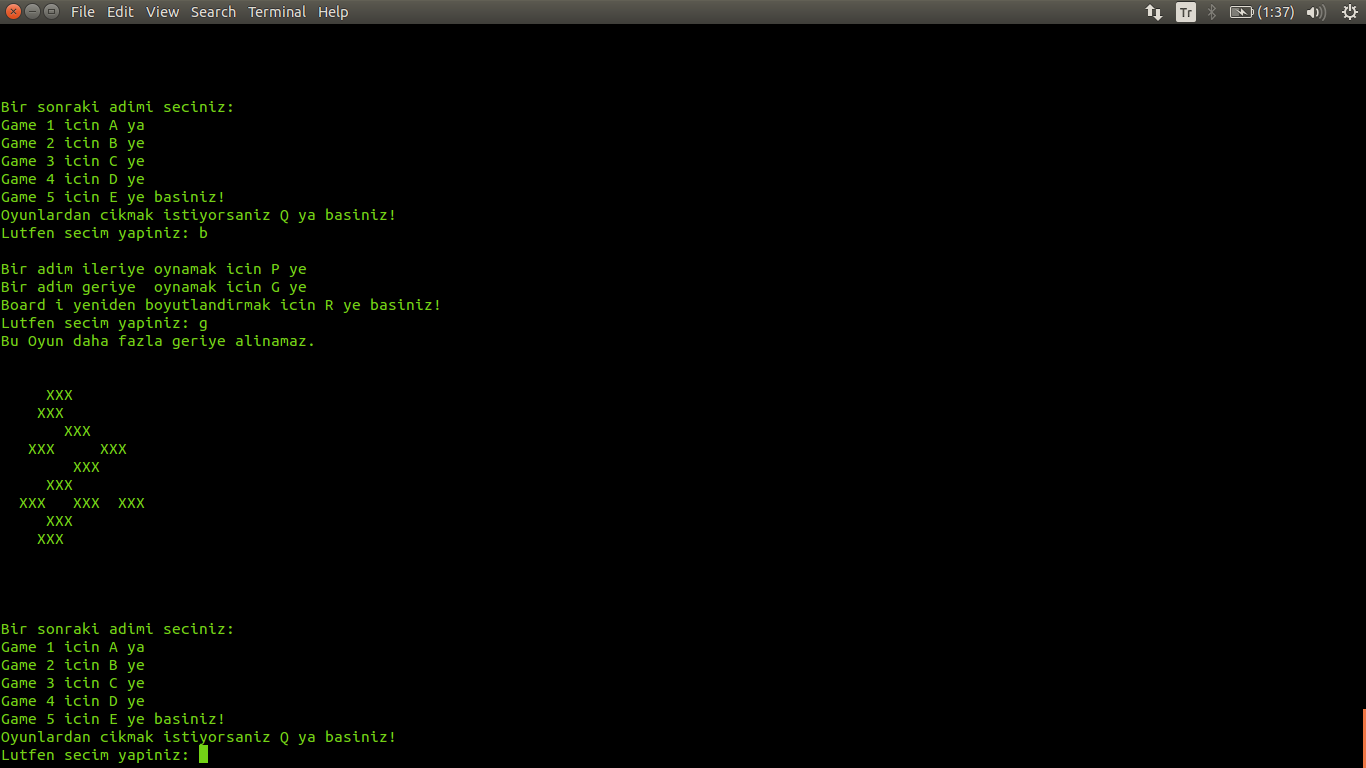 File Edit View Search Terminal Help Tr (1:37)
Bir sonraki adimi seciniz:
Game 1 icin A ya
Game 2 icin B ye
Game 3 icin C ye
Game 4 icin D ye
Game 5 icin E ye basiniz!
Oyunlardan cikmak istiyorsaniz Q ya basiniz!
Lutfen secim yapiniz: b
Bir adim ileriye oynamak icin P ye
Bir adim geriye  oynamak icin G ye
Board i yeniden boyutlandirmak icin R ye basiniz!
Lutfen secim yapiniz: g
Bu Oyun daha fazla geriye alinamaz.
     XXX
    XXX
       XXX
   XXX     XXX
        XXX
     XXX
  XXX   XXX  XXX
     XXX
    XXX
Bir sonraki adimi seciniz:
Game 1 icin A ya
Game 2 icin B ye
Game 3 icin C ye
Game 4 icin D ye
Game 5 icin E ye basiniz!
Oyunlardan cikmak istiyorsaniz Q ya basiniz!
Lutfen secim yapiniz: